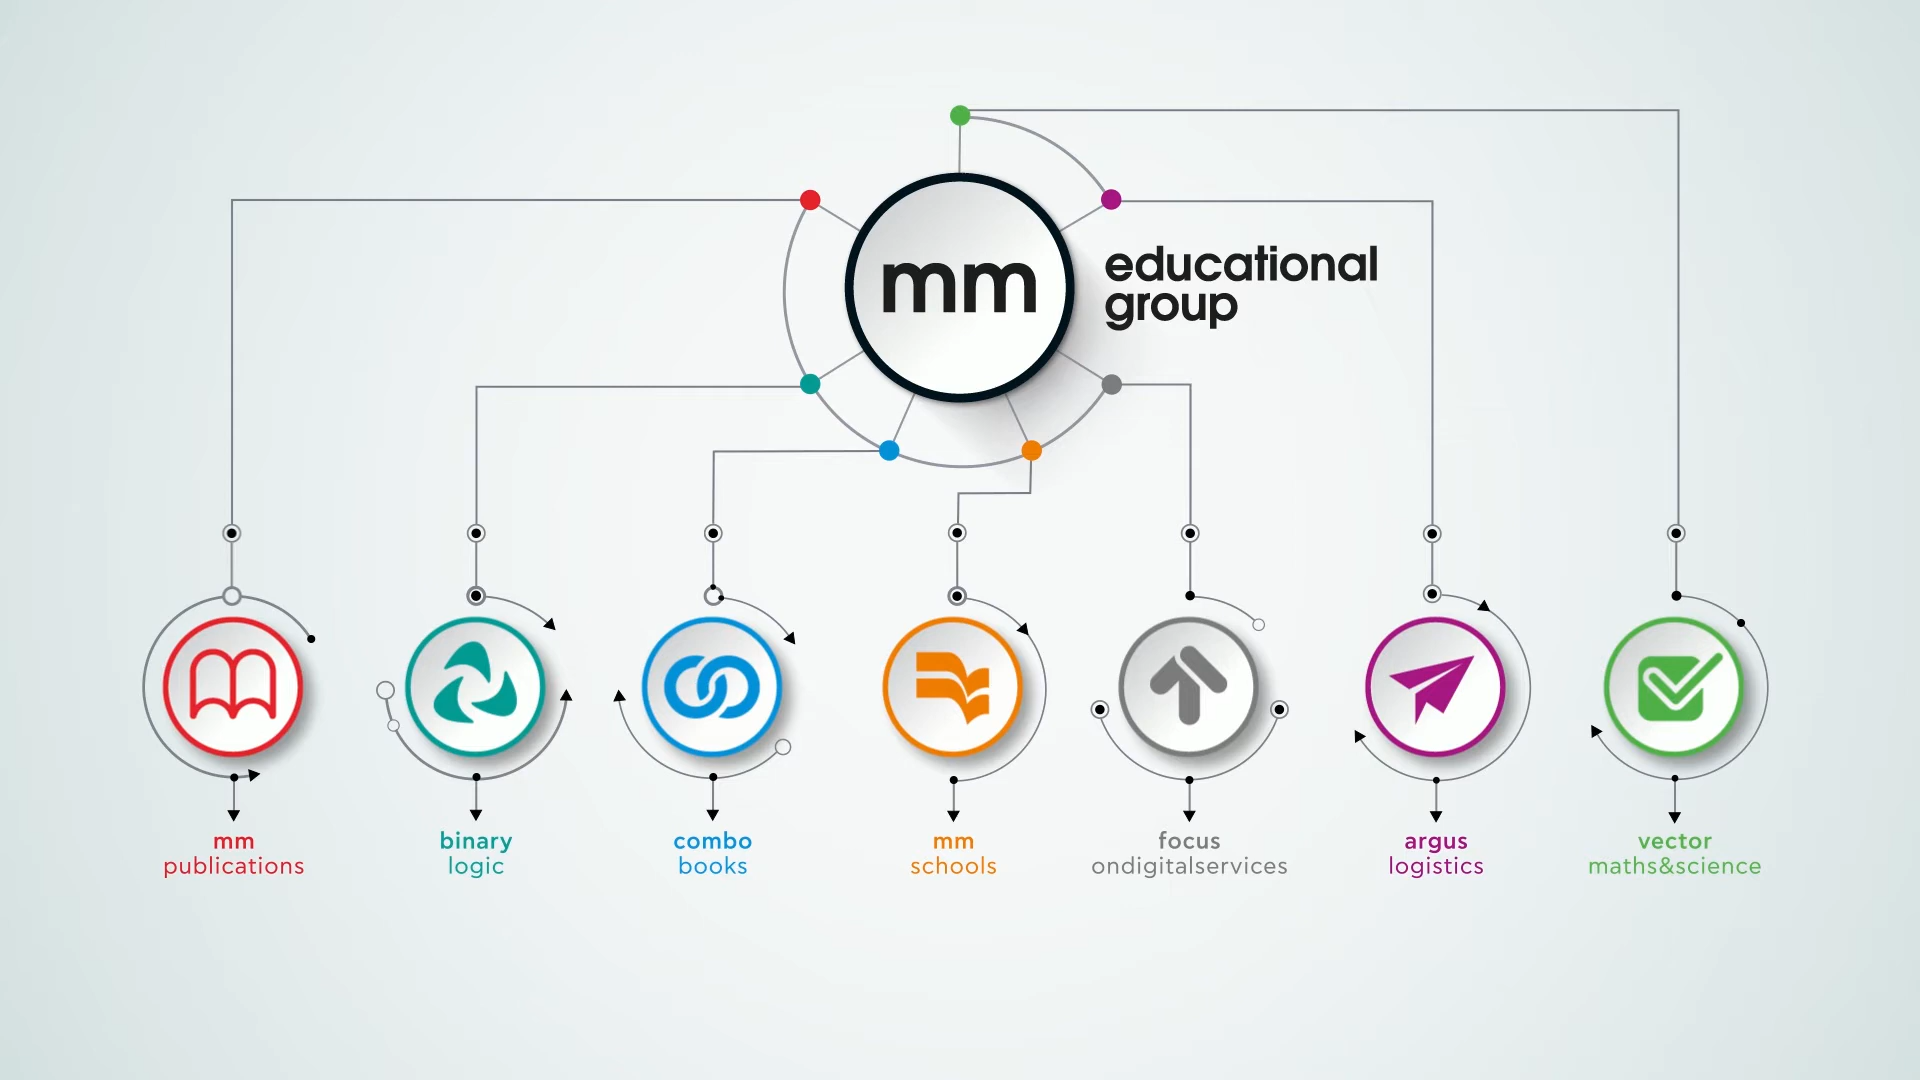 mm
educational
group
mm
publications
binary
logic
combo
books
mm
schools
focus
ondigitalservices
argus
logistics
vector
maths&science